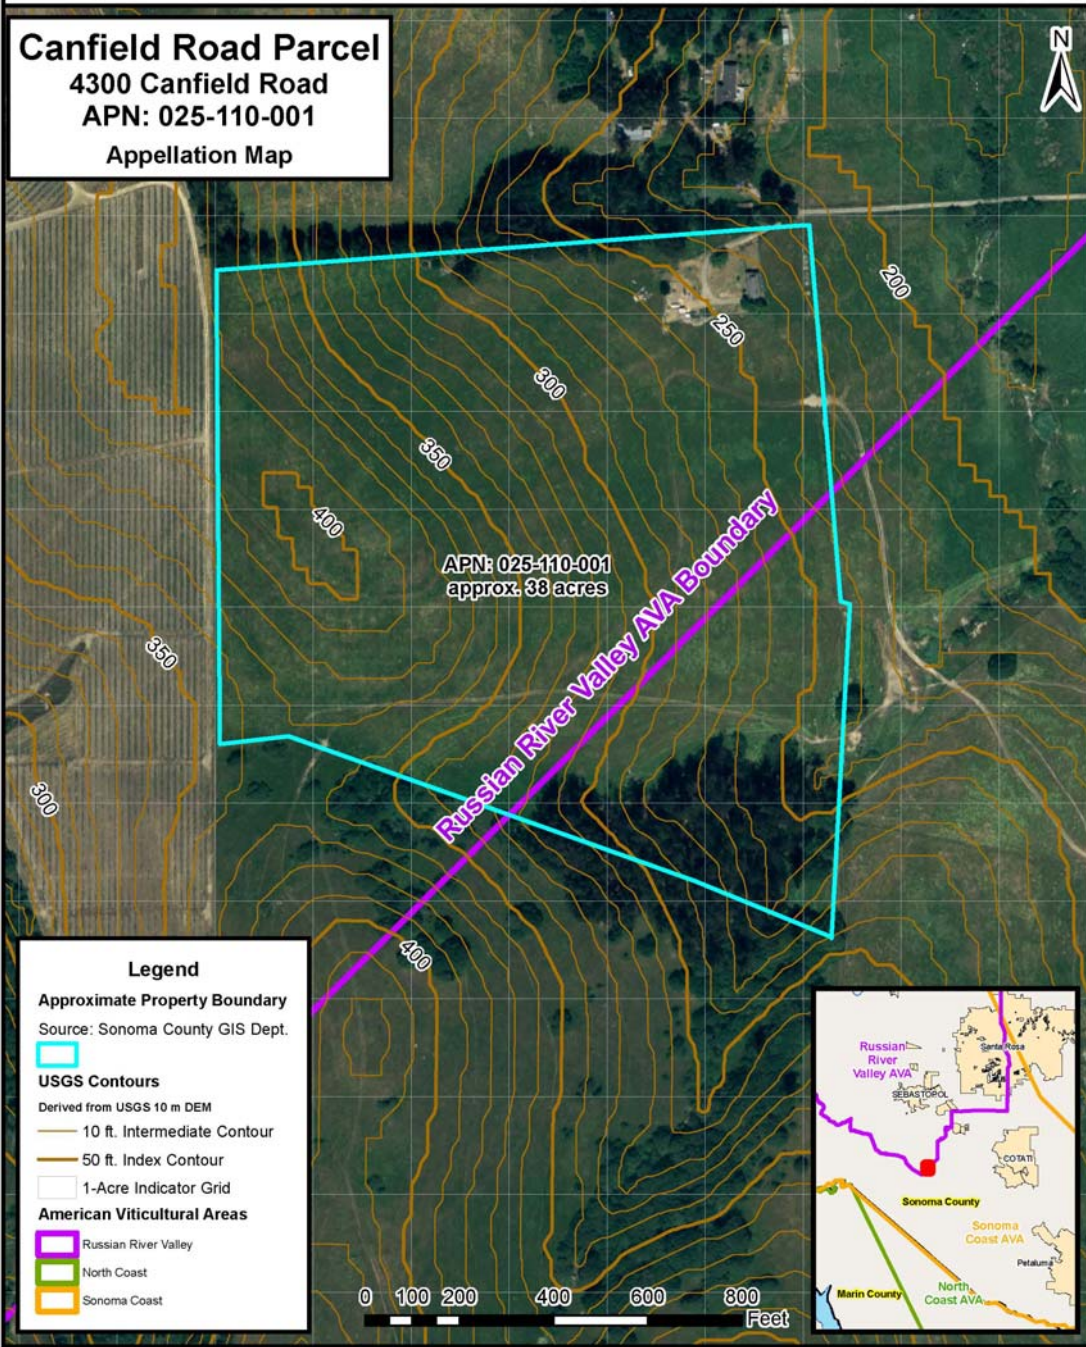 Canfield Road Parcel
4300 Canfield Road
APN: 025-110-001
Appellation Map
N
200
250
300
350
400
APN: 025-110-001
approx. 38 acres
Russian River Valley AVA Boundary
350
300
400
Legend
Approximate Property Boundary
Source: Sonoma County GIS Dept.
USGS Contours
Derived from USGS 10 m DEM
10 ft. Intermediate Contour
50 ft. Index Contour
1-Acre Indicator Grid
American Viticultural Areas
Russian River Valley
North Coast
Sonoma Coast
0 100 200 400 600 800
Feet
Russian
River
Valley AVA
Santa Rosa
SEBASTOPOL
COTATI
Sonoma County
Sonoma
Coast AVA
Petaluma
Marin County
North
Coast AVA